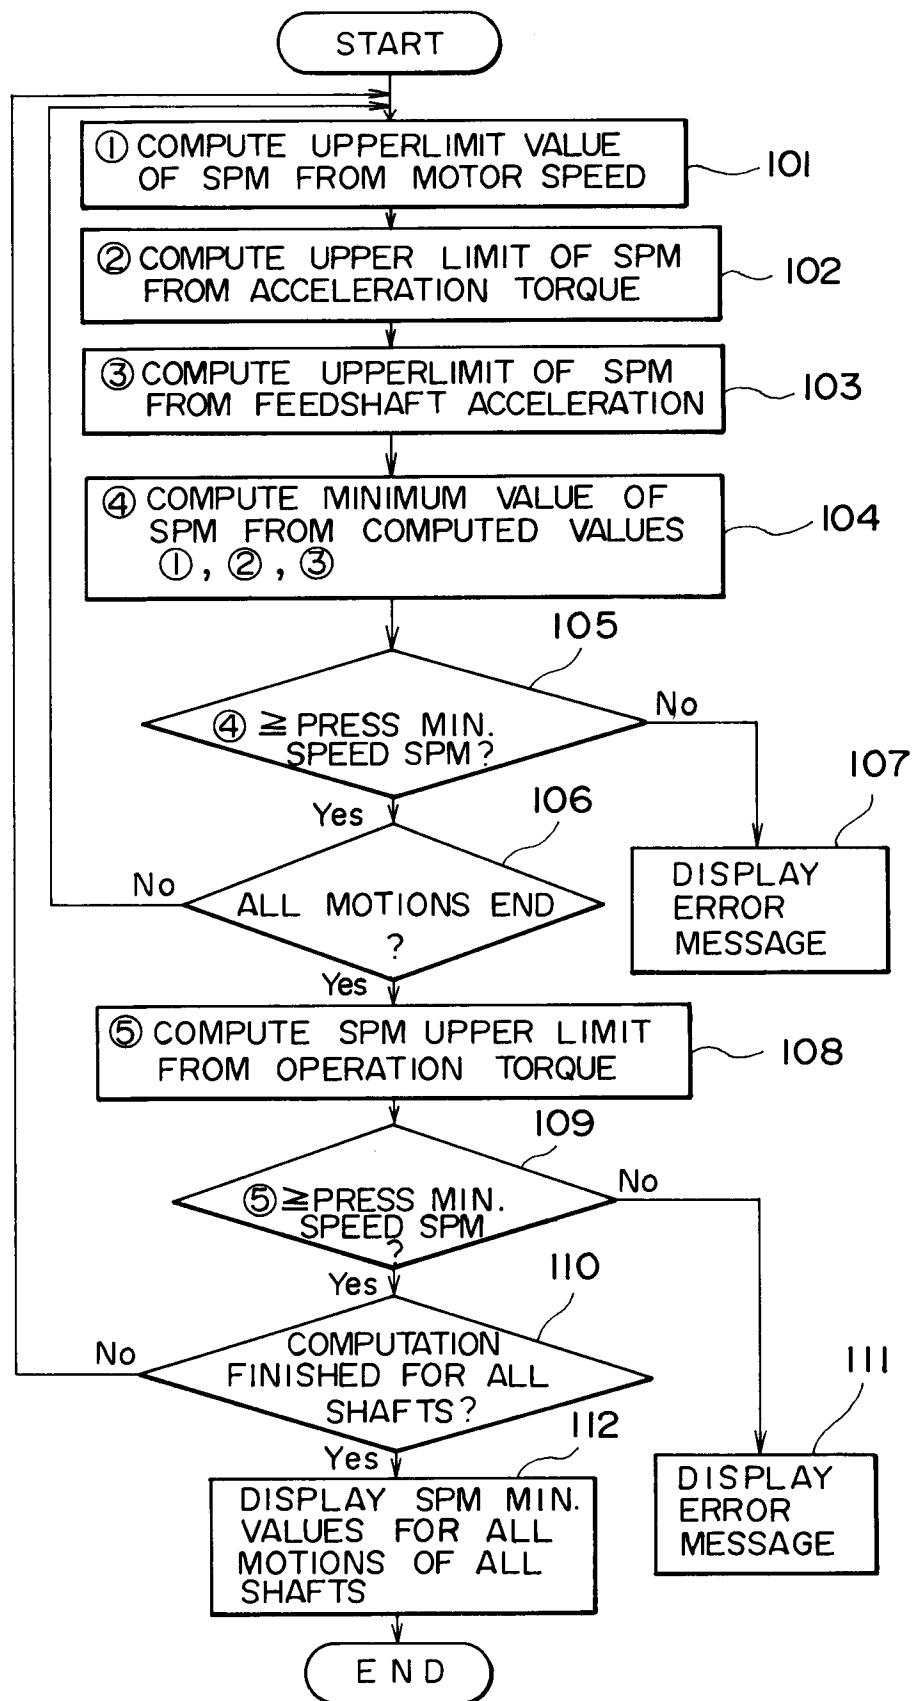 START
① COMPUTE UPPERLIMIT VALUE
OF SPM FROM MOTOR SPEED
101
② COMPUTE UPPER LIMIT OF SPM
FROM ACCELERATION TORQUE
102
③ COMPUTE UPPERLIMIT OF SPM
FROM FEEDSHAFT ACCELERATION
103
④ COMPUTE MINIMUM VALUE OF
SPM FROM COMPUTED VALUES
①, ②, ③
104
105
④ ≧ PRESS MIN.
SPEED SPM?
No
Yes
107
DISPLAY
ERROR
MESSAGE
106
No
ALL MOTIONS END
?
Yes
⑤ COMPUTE SPM UPPER LIMIT
FROM OPERATION TORQUE
108
109
⑤ ≧ PRESS MIN.
SPEED SPM
?
No
Yes
110
COMPUTATION
FINISHED FOR ALL
SHAFTS?
No
Yes
111
DISPLAY
ERROR
MESSAGE
112
DISPLAY SPM MIN.
VALUES FOR ALL
MOTIONS OF ALL
SHAFTS
END